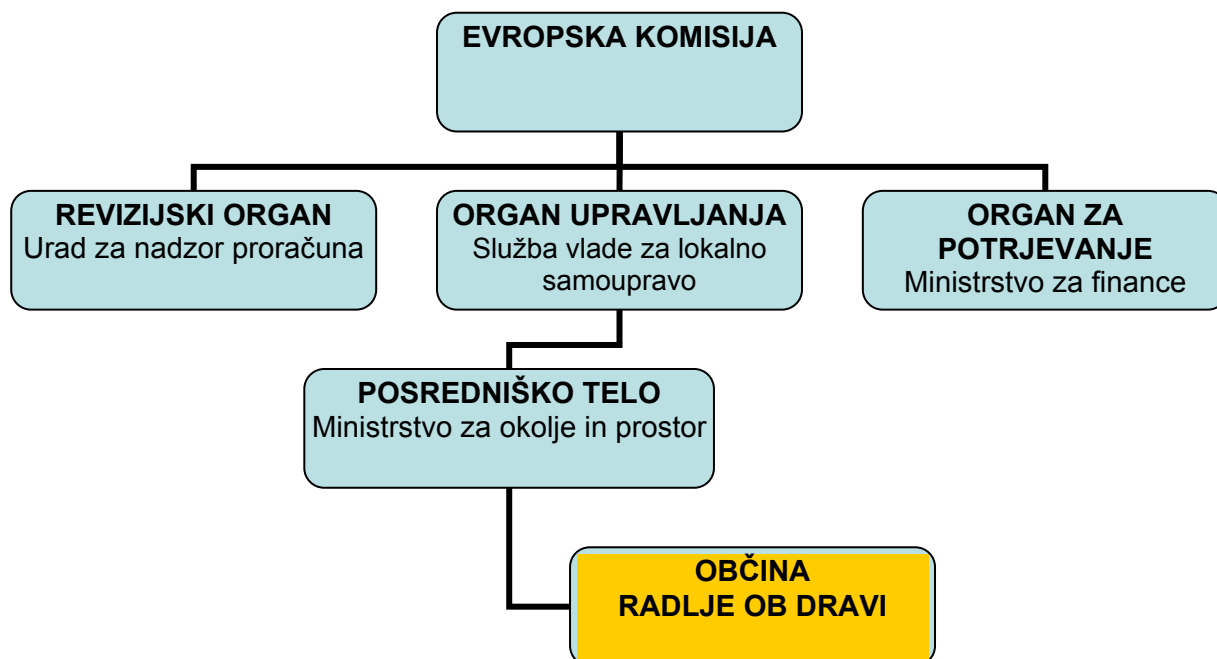 EVROPSKA KOMISIJA
REVIZIJSKI ORGAN
Urad za nadzor proračuna
ORGAN UPRAVLJANJA
Služba vlade za lokalno
samoupravo
ORGAN ZA
POTRJEVANJE
Ministrstvo za finance
POSREDNIŠKO TELO
Ministrstvo za okolje in prostor
OBČINA
RADLJE OB DRAVI